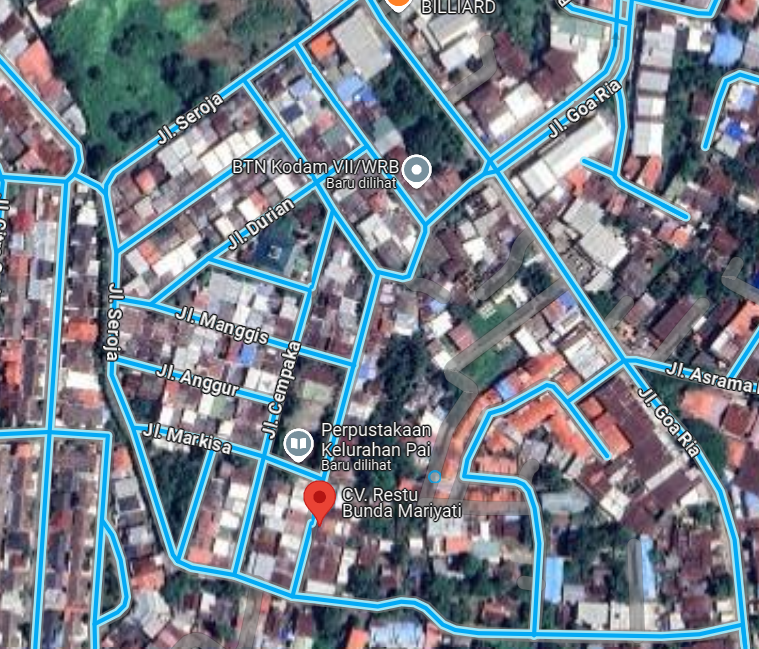 BILLIARD
Jl. Seroja
Jl. Goa Ria
BTN Kodam VII/WRB
Baru dilihat
Jl. Durian
Jl. Seroja
Jl. Manggis
Jl. Anggur
Jl. Cempaka
Jl. Asrama
Jl. Goa Ria
Jl. Markisa
Perpustakaan
Kelurahan Pai
Baru dilihat
CV. Restu
Bunda Mariyati